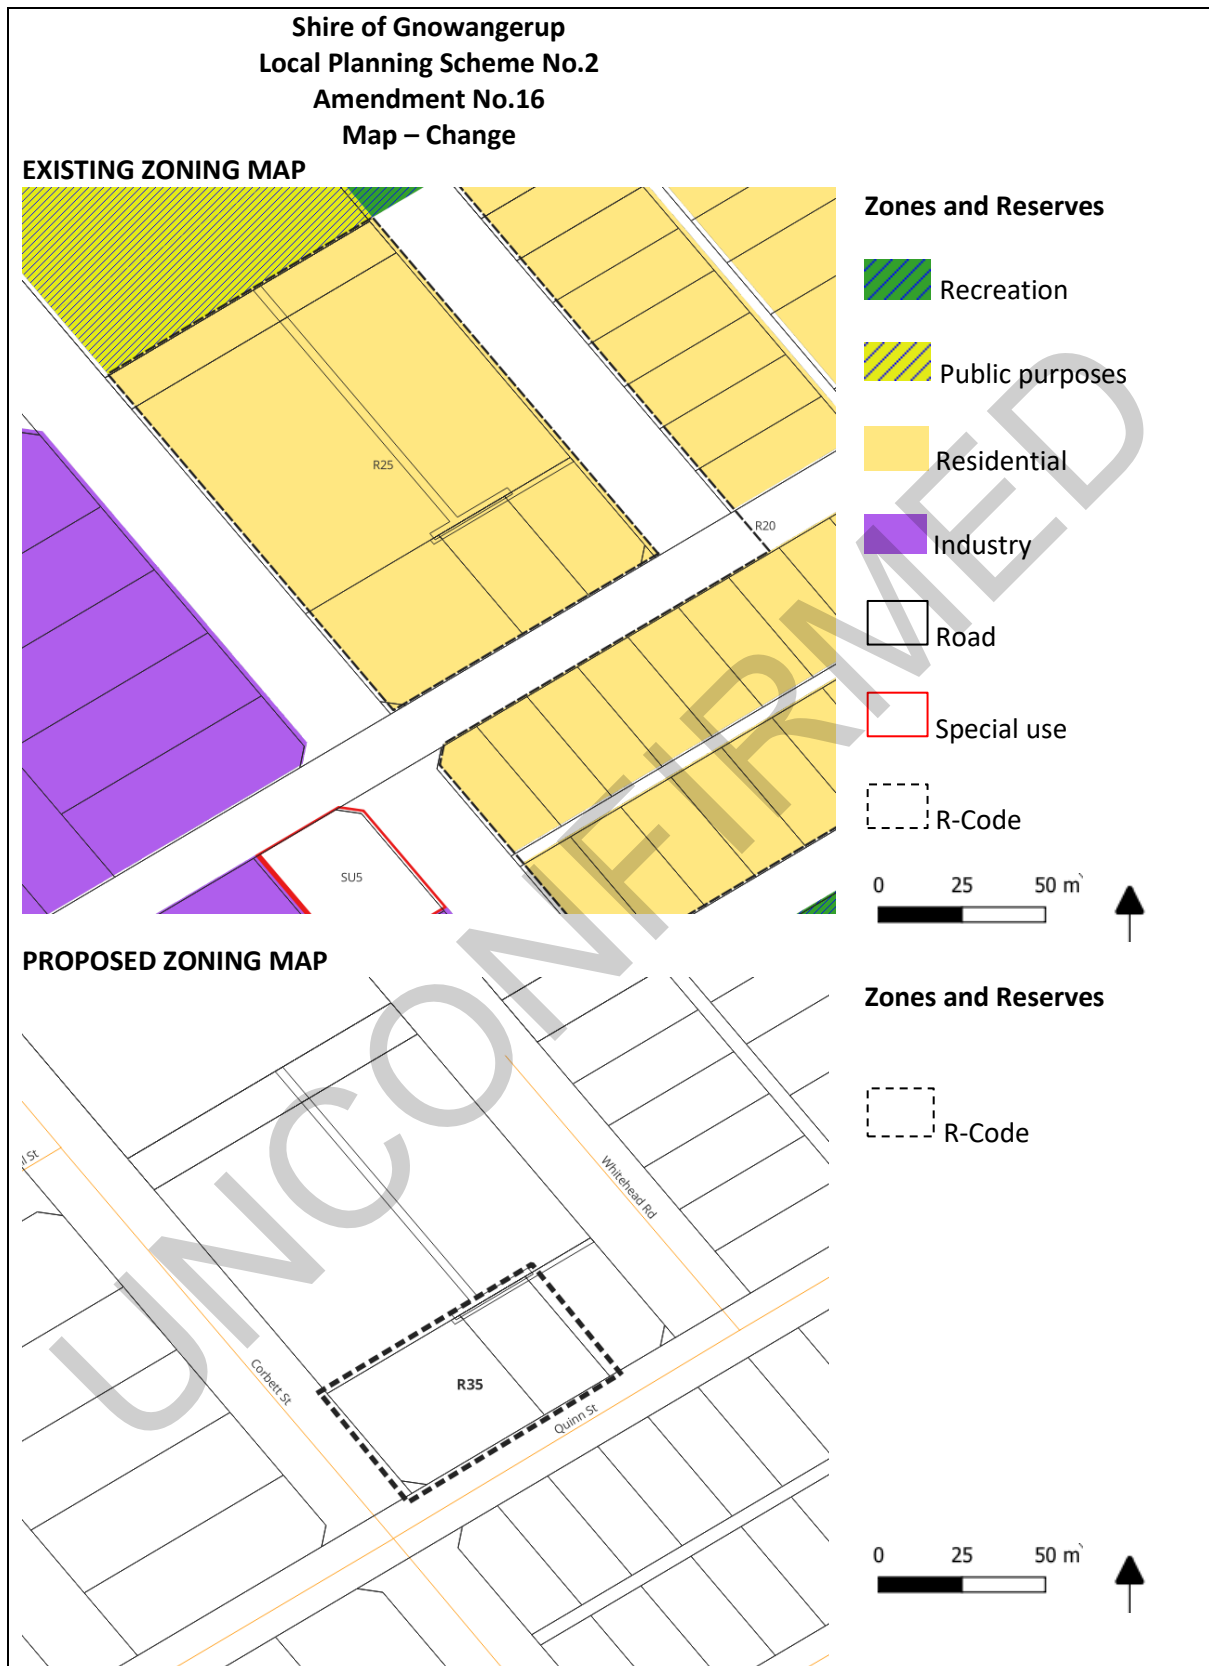 Shire of Gnowangerup
Local Planning Scheme No.2
Amendment No.16
Map – Change
EXISTING ZONING MAP
R25
R20
SU5
Zones and Reserves
Recreation
Public purposes
Residential
Industry
Road
Special use
R-Code
0 25 50 m
PROPOSED ZONING MAP
Whitehead Rd
Corbett St
R35
Quinn St
Zones and Reserves
R-Code
0 25 50 m
UNCONFIRMED